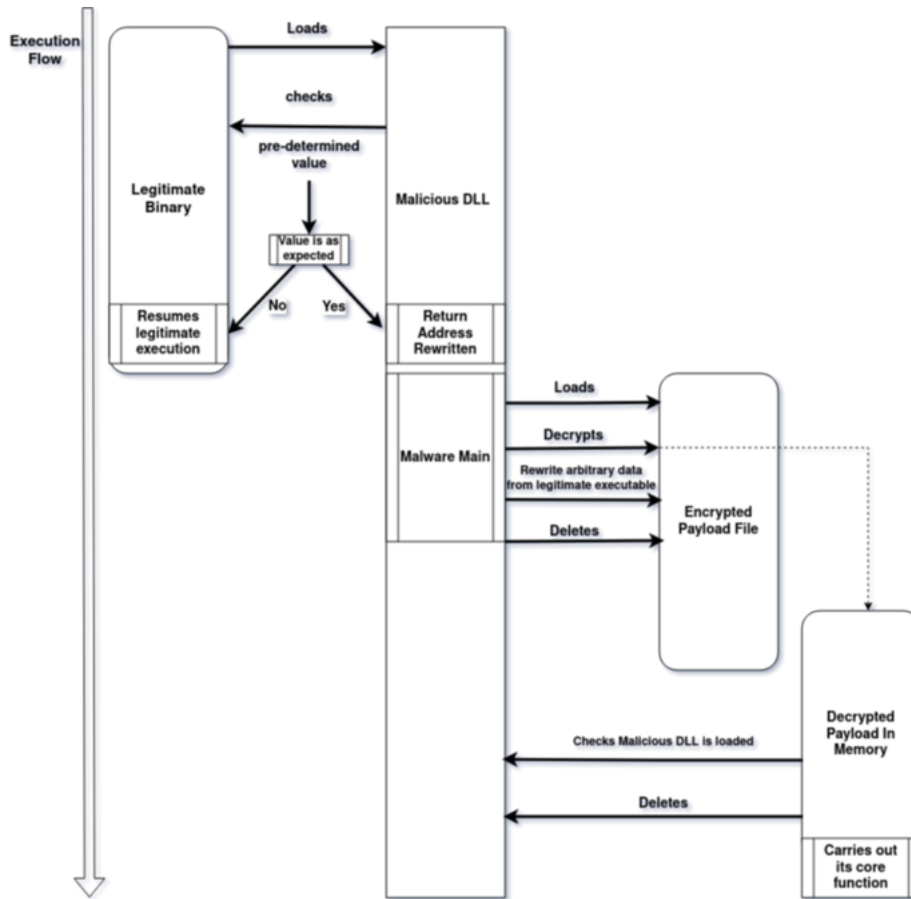 Execution
Flow
Loads
checks
pre-determined
value
Legitimate
Binary
Malicious DLL
Value is as
expected
No
Yes
Resumes
legitimate
execution
Return
Address
Rewritten
Loads
Malware Main
Decrypts
Rewrite arbitrary data
from legitimate executable
Encrypted
Payload File
Deletes
Decrypted
Payload In
Memory
Checks Malicious DLL is loaded
Deletes
Carries out
its core
function